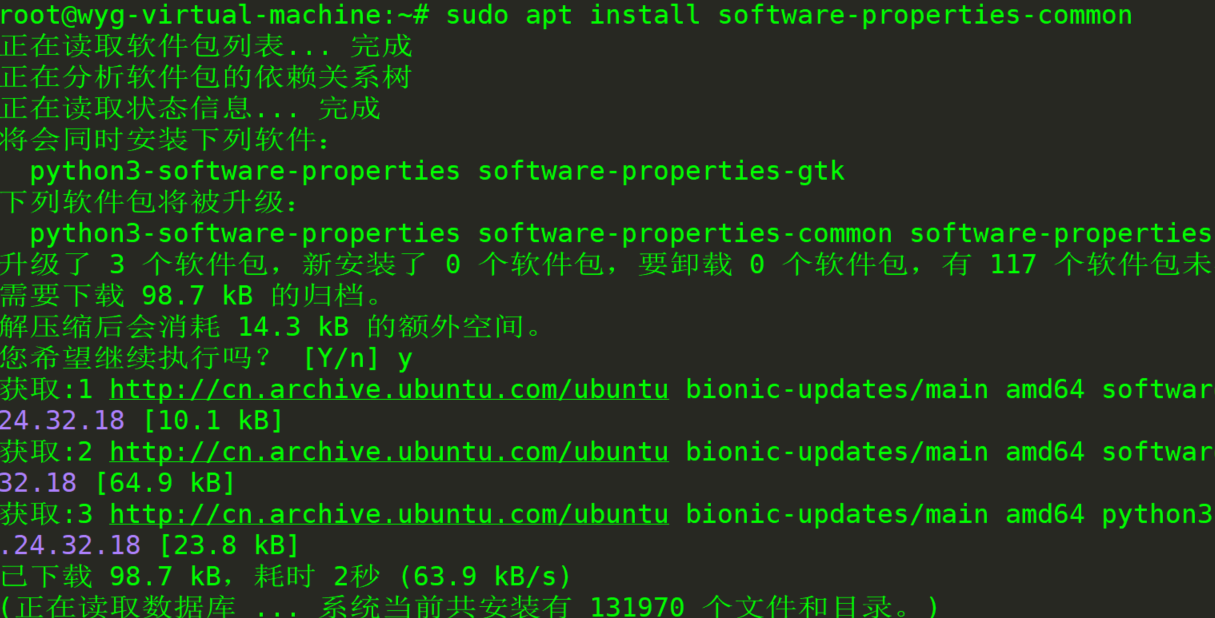 root@wyg-virtual-machine:~# sudo apt install software-properties-common
正在读取软件包列表... 完成
正在分析软件包的依赖关系树
正在读取状态信息... 完成
将会同时安装下列软件：
  python3-software-properties software-properties-gtk
下列软件包将被升级：
  python3-software-properties software-properties-common software-properties
升级了 3 个软件包，新安装了 0 个软件包，要卸载 0 个软件包，有 117 个软件包未
需要下载 98.7 kB 的归档。
解压缩后会消耗 14.3 kB 的额外空间。
您希望继续执行吗？ [Y/n] y
获取:1 http://cn.archive.ubuntu.com/ubuntu bionic-updates/main amd64 softwar
24.32.18 [10.1 kB]
获取:2 http://cn.archive.ubuntu.com/ubuntu bionic-updates/main amd64 softwar
32.18 [64.9 kB]
获取:3 http://cn.archive.ubuntu.com/ubuntu bionic-updates/main amd64 python3
.24.32.18 [23.8 kB]
已下载 98.7 kB，耗时 2秒 (63.9 kB/s)
(正在读取数据库 ... 系统当前共安装有 131970 个文件和目录。)